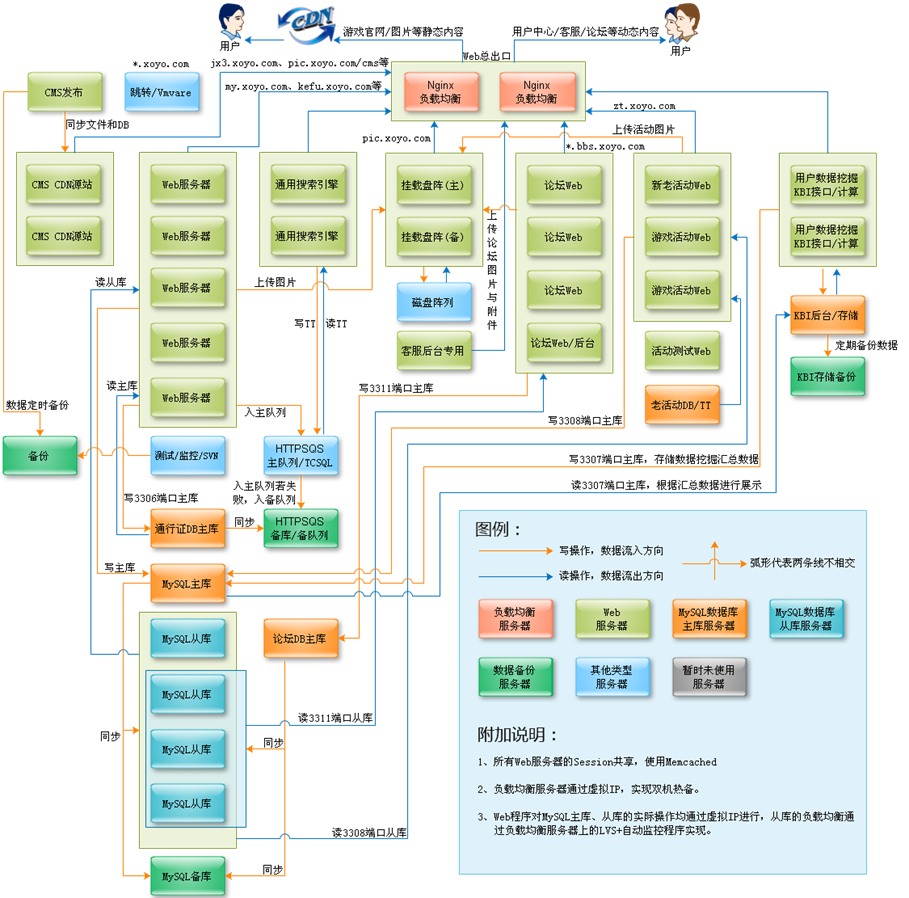 CDN
用户
游戏官网/图片等静态内容
用户中心/客服/论坛等动态内容
用户
Web总出口
*.xoyo.com
jx3.xoyo.com、pic.xoyo.com/cms等
my.xoyo.com、kefu.xoyo.com等
CMS发布
跳转/Vmvare
Nginx
负载均衡
Nginx
负载均衡
zt.xoyo.com
同步文件和DB
pic.xoyo.com
上传活动图片
*.bbs.xoyo.com
CMS CDN源站
CMS CDN源站
Web服务器
Web服务器
Web服务器
Web服务器
Web服务器
通用搜索引擎
通用搜索引擎
挂载盘阵(主)
挂载盘阵(备)
论坛Web
论坛Web
论坛Web
论坛Web/后台
新老活动Web
游戏活动Web
游戏活动Web
用户数据挖掘
KBI接口/计算
用户数据挖掘
KBI接口/计算
上传论坛图片与附件
读从库
上传图片
磁盘阵列
写TT
读TT
客服后台专用
活动测试Web
老活动DB/TT
KBI后台/存储
定期备份数据
KBI存储备份
读主库
写3311端口主库
数据定时备份
入主队列
写3308端口主库
备份
测试/监控/SVN
HTTPSQS
主队列/TCSQL
写3307端口主库，存储数据挖掘汇总数据
读3307端口主库，根据汇总数据进行展示
入主队列若失
败，入备队列
写3306端口主库
通行证DB主库
同步
HTTPSQS
备库/备队列
写主库
MySQL主库
MySQL从库
论坛DB主库
MySQL从库
MySQL从库
MySQL从库
读3311端口从库
同步
同步
读3308端口从库
MySQL备库
同步
图例：
写操作，数据流入方向
读操作，数据流出方向
弧形代表两条线不相交
负载均衡
服务器
Web
服务器
MySQL数据库
主库服务器
MySQL数据库
从库服务器
数据备份
服务器
其他类型
服务器
暂时未使用
服务器
附加说明：
1、所有Web服务器的Session共享，使用Memcached
2、负载均衡服务器通过虚拟IP，实现双机热备。
3、Web程序对MySQL主库、从库的实际操作均通过虚拟IP进行，从库的负载均衡通
过负载均衡服务器上的LVS+自动监控程序实现。